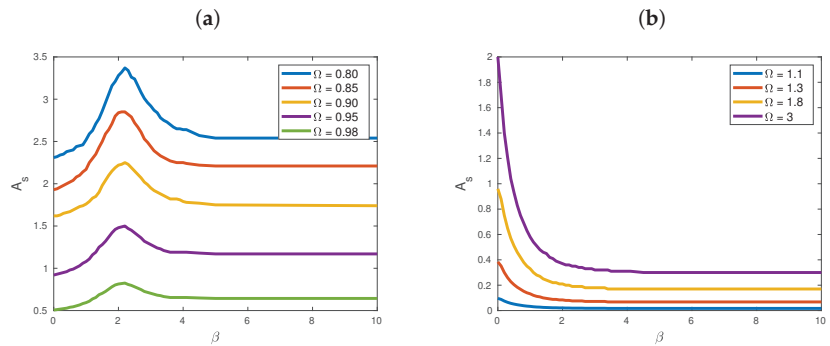 (a)
3.5
3
2.5
2
1.5
1
0.5
A_s
0 2 4 6 8 10
β
Ω = 0.80
Ω = 0.85
Ω = 0.90
Ω = 0.95
Ω = 0.98
(b)
2
1.8
1.6
1.4
1.2
1
0.8
0.6
0.4
0.2
0
A_s
0 2 4 6 8 10
β
Ω = 1.1
Ω = 1.3
Ω = 1.8
Ω = 3